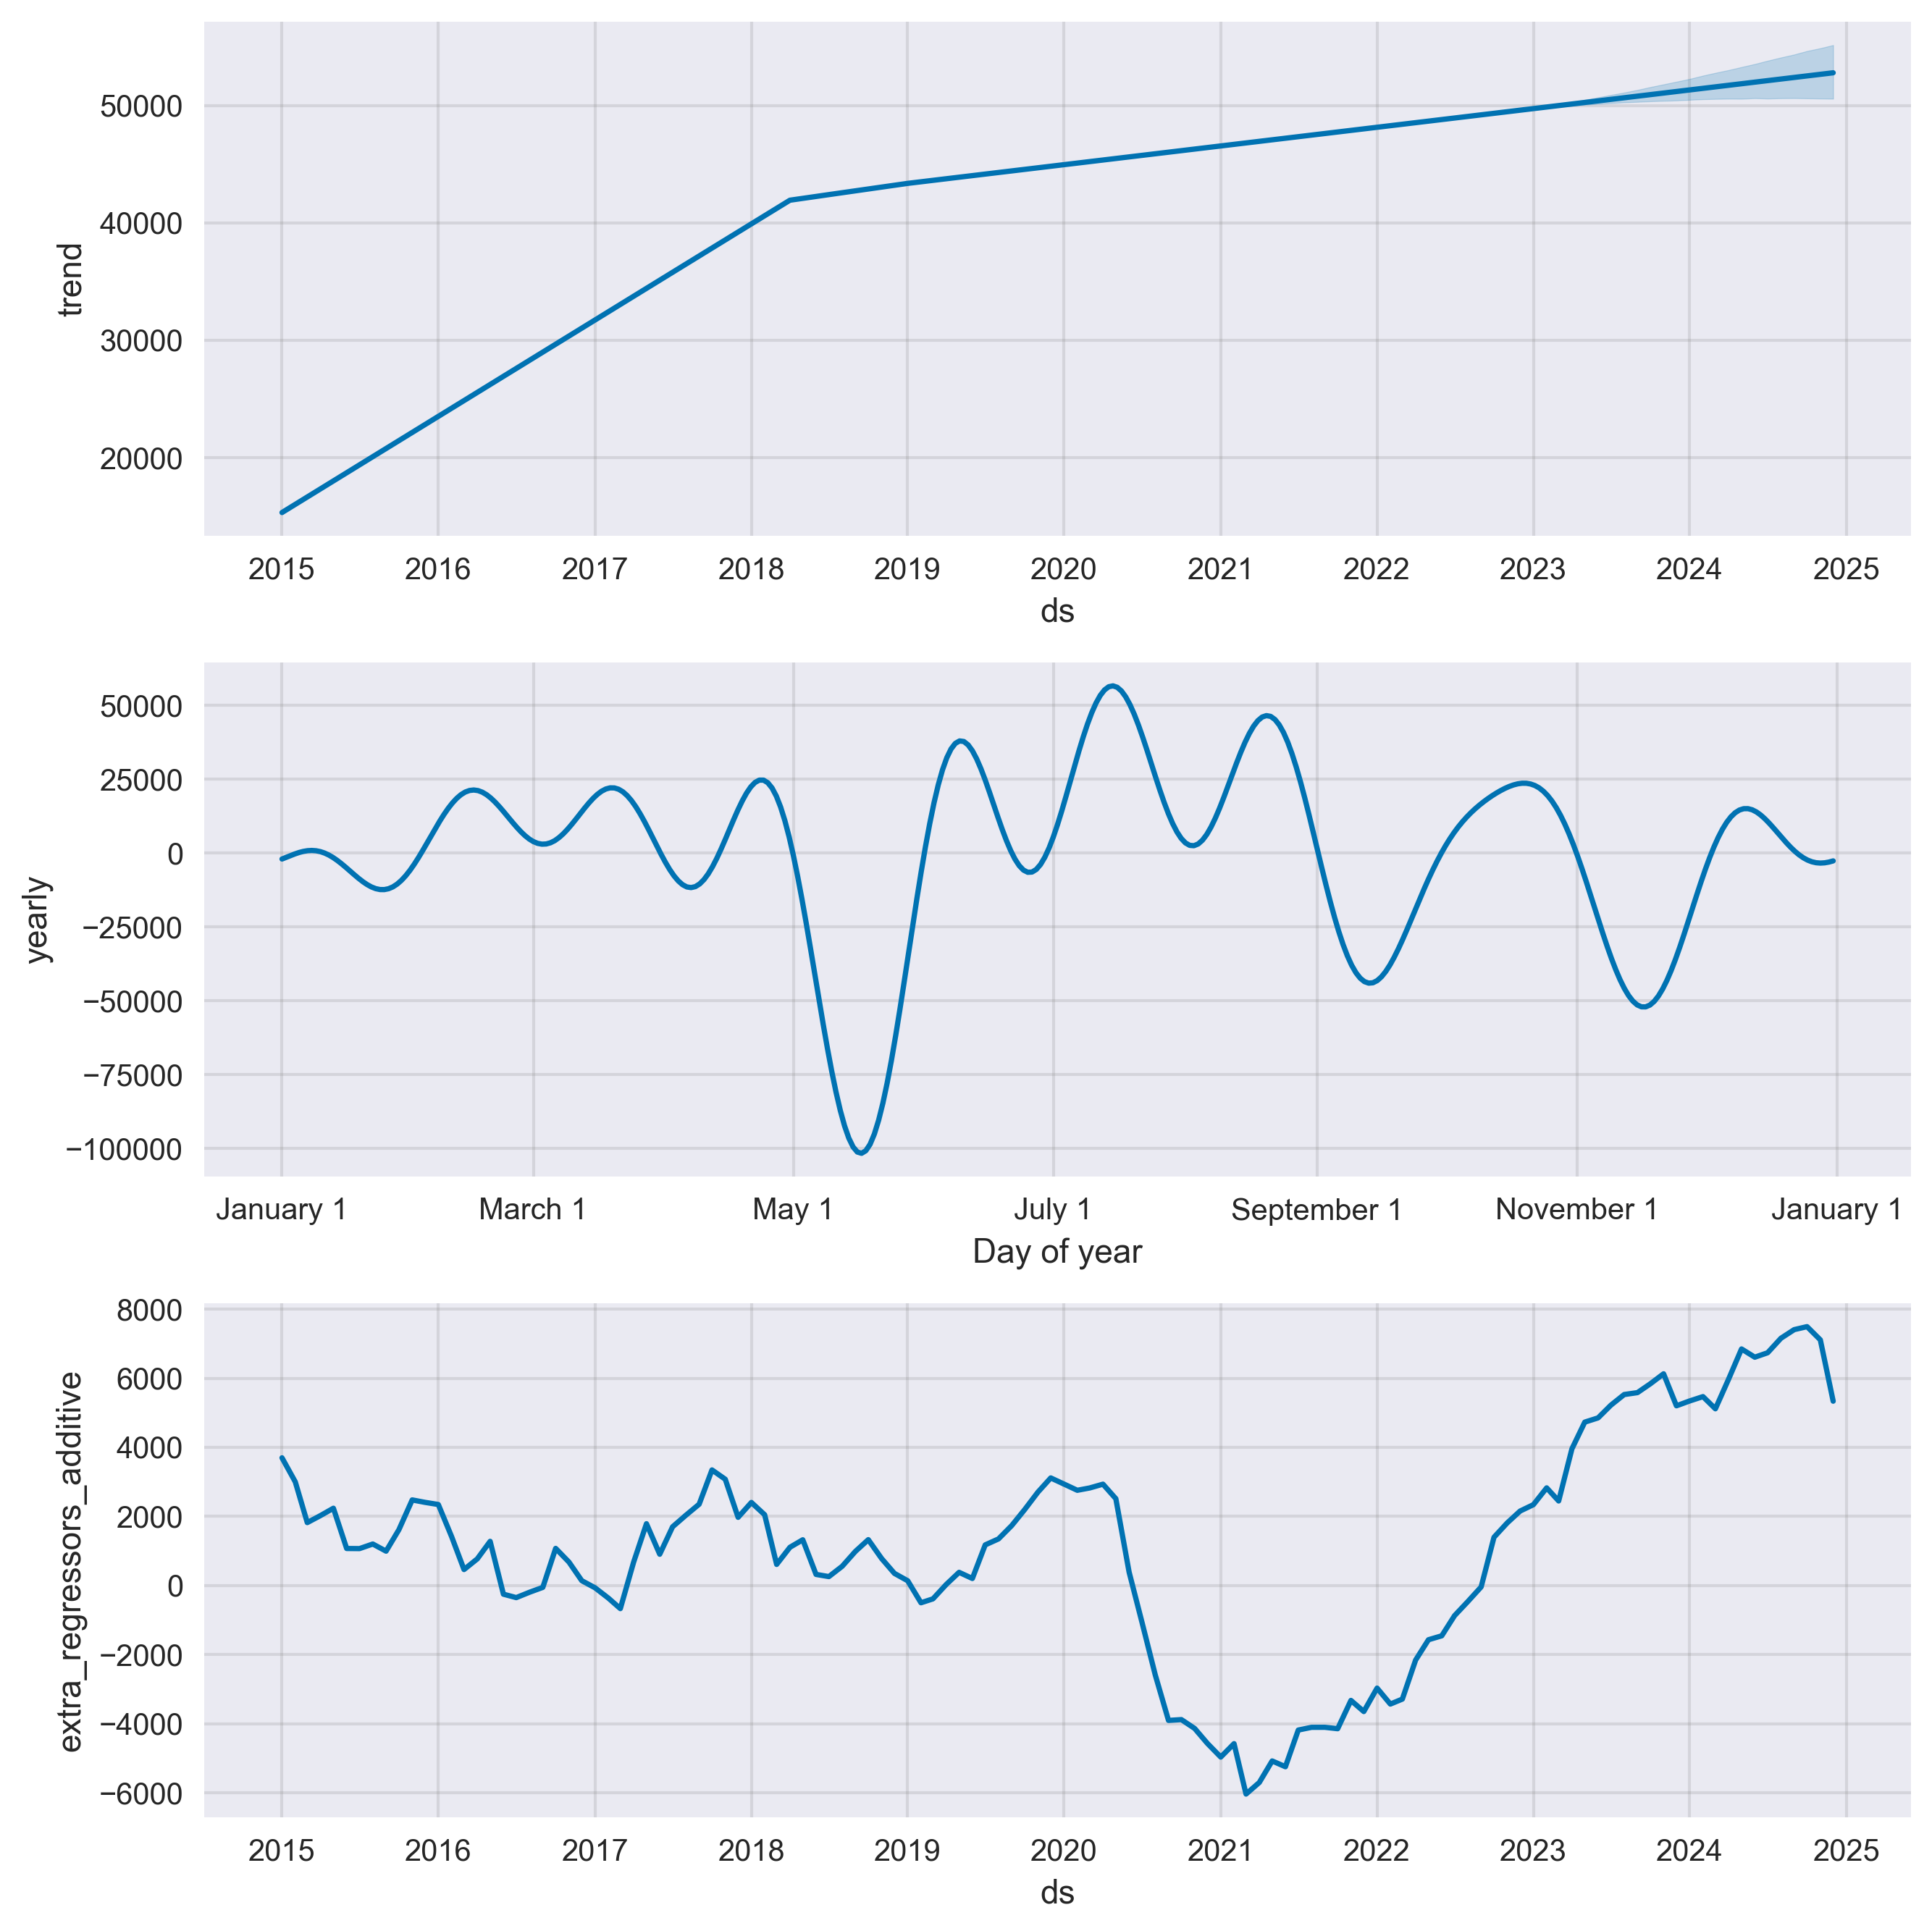 trend
50000
40000
30000
20000
2015 2016 2017 2018 2019 2020 2021 2022 2023 2024 2025
ds
yearly
50000
25000
0
−25000
−50000
−75000
−100000
January 1 March 1 May 1 July 1 September 1 November 1 January 1
Day of year
extra_regressors_additive
8000
6000
4000
2000
0
−2000
−4000
−6000
2015 2016 2017 2018 2019 2020 2021 2022 2023 2024 2025
ds